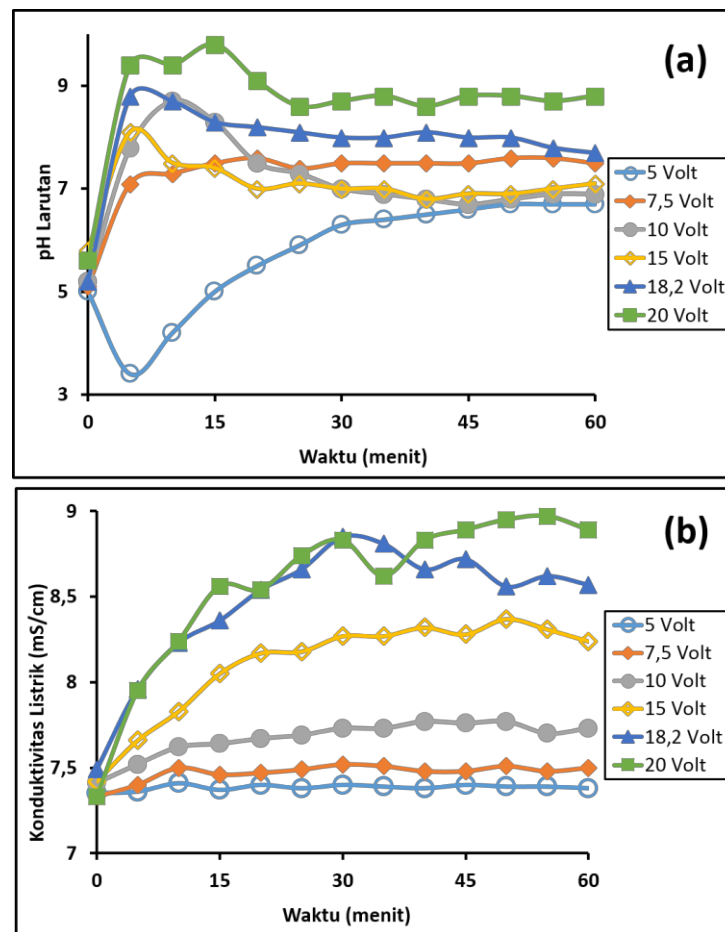 (a)
9
7
5
3
pH Larutan
0 15 30 45 60
Waktu (menit)
5 Volt
7,5 Volt
10 Volt
15 Volt
18,2 Volt
20 Volt
(b)
9
8,5
8
7,5
7
Konduktivitas Listrik (mS/cm)
0 15 30 45 60
Waktu (menit)
5 Volt
7,5 Volt
10 Volt
15 Volt
18,2 Volt
20 Volt